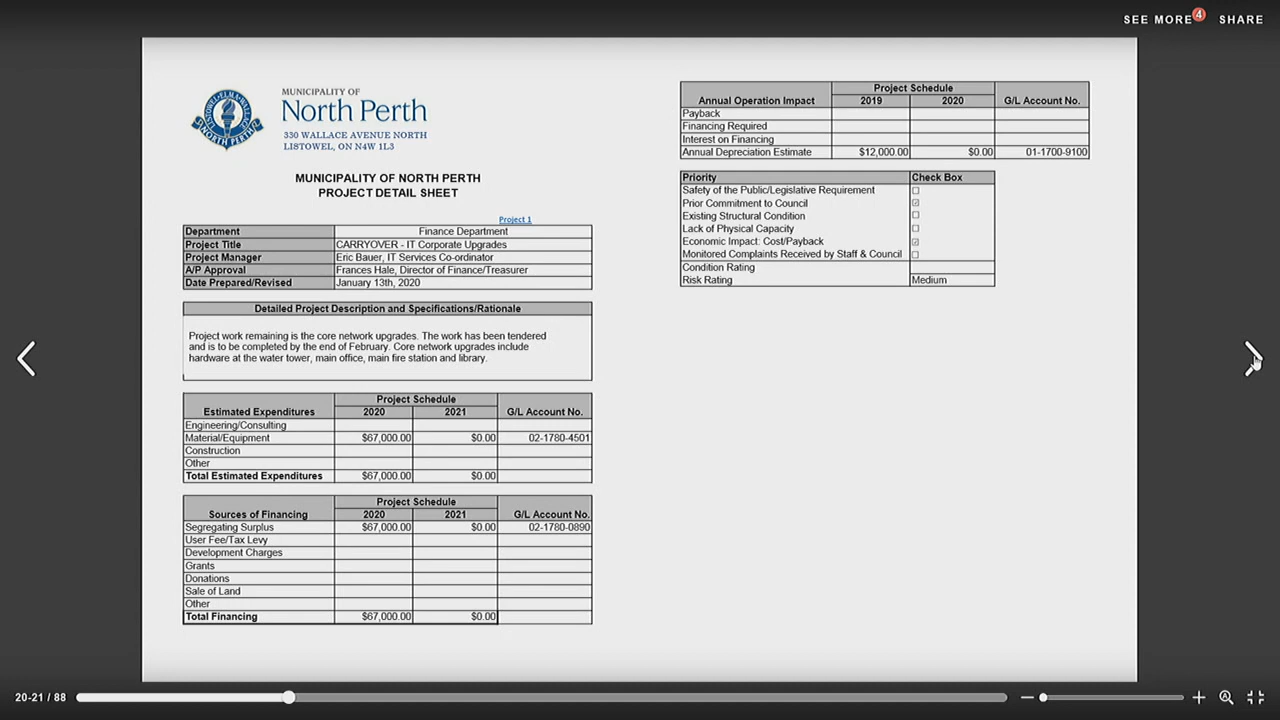 SEE MORE 4 SHARE
MUNICIPALITY OF
North Perth
330 WALLACE AVENUE NORTH
LISTOWEL, ON N4W 1L3
NORTH PERTH
MUNICIPALITY OF NORTH PERTH
PROJECT DETAIL SHEET
Project 1
Department Finance Department
Project Title CARRYOVER - IT Corporate Upgrades
Project Manager Eric Bauer, IT Services Co-ordinator
A/P Approval Frances Hale, Director of Finance/Treasurer
Date Prepared/Revised January 13th, 2020
Detailed Project Description and Specifications/Rationale
Project work remaining is the core network upgrades. The work has been tendered
and is to be completed by the end of February. Core network upgrades include
hardware at the water tower, main office, main fire station and library.
Project Schedule
Estimated Expenditures 2020 2021 G/L Account No.
Engineering/Consulting
Material/Equipment $67,000.00 $0.00 02-1780-4501
Construction
Other
Total Estimated Expenditures $67,000.00 $0.00
Project Schedule
Sources of Financing 2020 2021 G/L Account No.
Segregating Surplus $67,000.00 $0.00 02-1780-0890
User Fee/Tax Levy
Development Charges
Grants
Donations
Sale of Land
Other
Total Financing $67,000.00 $0.00
Project Schedule
Annual Operation Impact 2019 2020 G/L Account No.
Payback
Financing Required
Interest on Financing
Annual Depreciation Estimate $12,000.00 $0.00 01-1700-9100
Priority Check Box
Safety of the Public/Legislative Requirement ☐
Prior Commitment to Council ☑
Existing Structural Condition ☐
Lack of Physical Capacity ☐
Economic Impact: Cost/Payback ☑
Monitored Complaints Received by Staff & Council ☐
Condition Rating
Risk Rating Medium
20-21 / 88